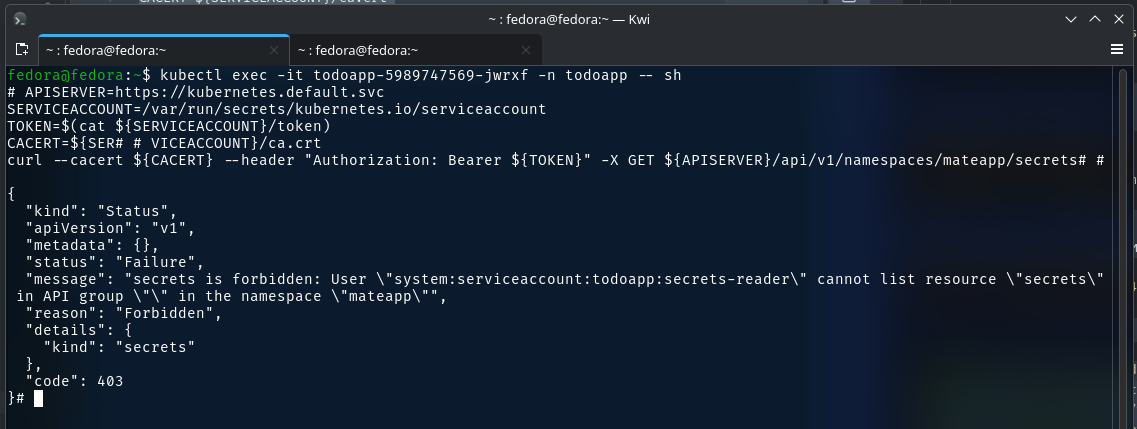 ~ : fedora@fedora:~ — Kwi
~ : fedora@fedora:~
~ : fedora@fedora:~
fedora@fedora:~$ kubectl exec -it todoapp-5989747569-jwrxf -n todoapp -- sh
# APISERVER=https://kubernetes.default.svc
SERVICEACCOUNT=/var/run/secrets/kubernetes.io/serviceaccount
TOKEN=$(cat ${SERVICEACCOUNT}/token)
CACERT=${SER# # VICEACCOUNT}/ca.crt
curl --cacert ${CACERT} --header "Authorization: Bearer ${TOKEN}" -X GET ${APISERVER}/api/v1/namespaces/mateapp/secrets# #
{
  "kind": "Status",
  "apiVersion": "v1",
  "metadata": {},
  "status": "Failure",
  "message": "secrets is forbidden: User \"system:serviceaccount:todoapp:secrets-reader\" cannot list resource \"secrets\"
 in API group \"\" in the namespace \"mateapp\"",
  "reason": "Forbidden",
  "details": {
    "kind": "secrets"
  },
  "code": 403
}#